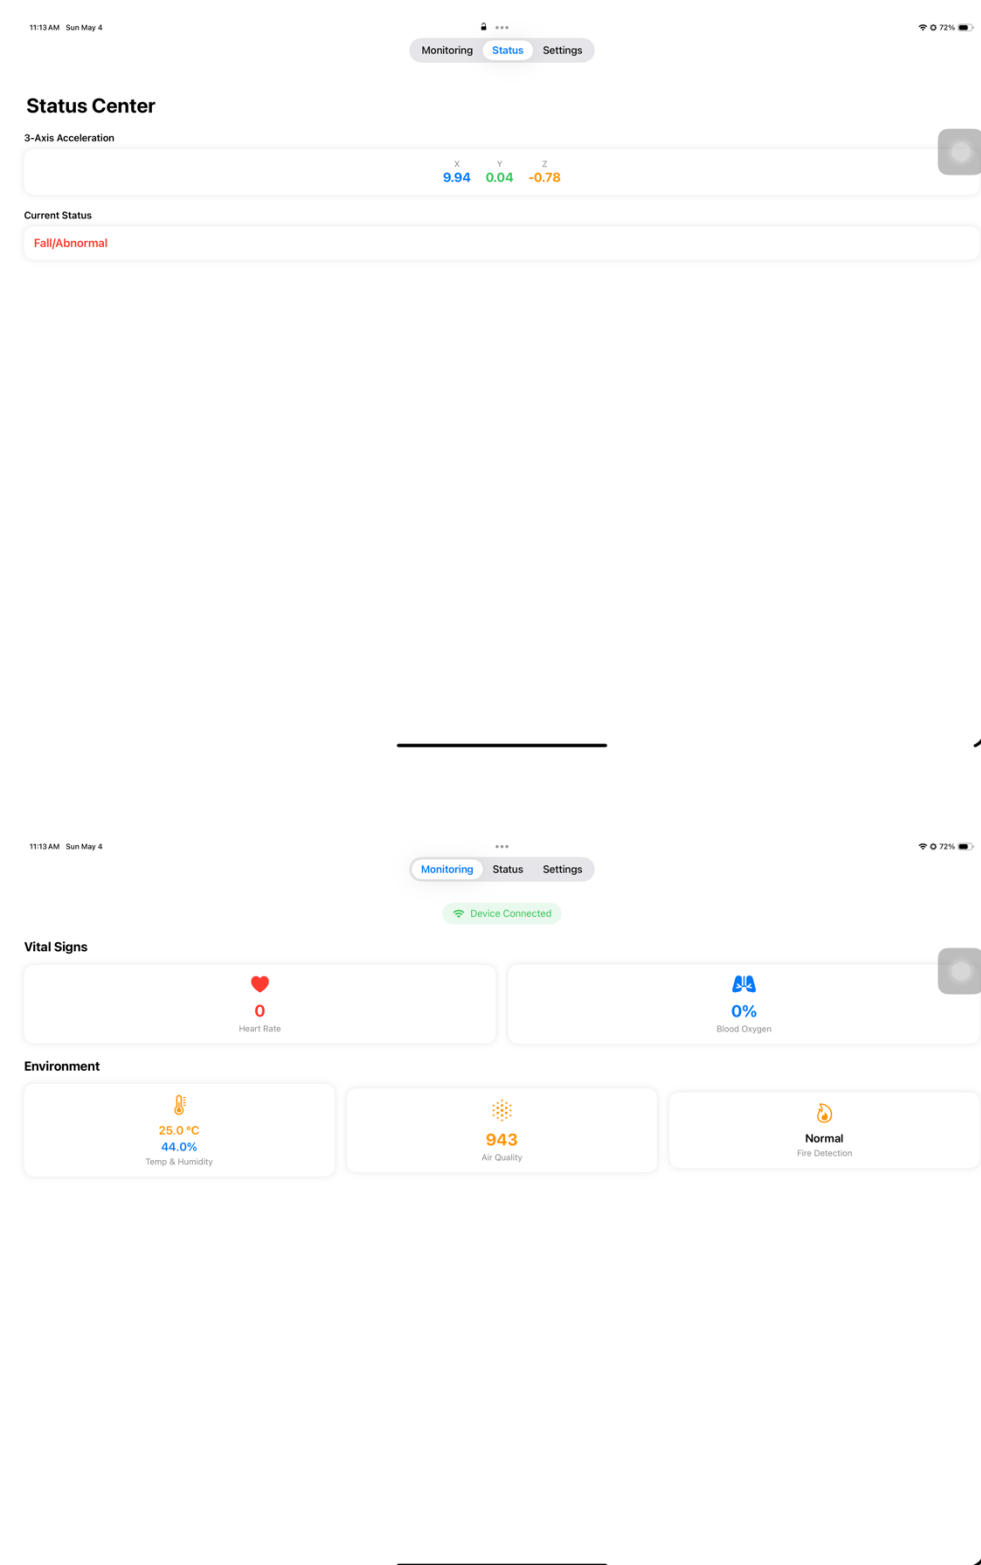 11:13 AM Sun May 4
72%
Monitoring Status Settings
Status Center
3-Axis Acceleration
X Y Z
9.94 0.04 -0.78
Current Status
Fall/Abnormal
11:13 AM Sun May 4
72%
Monitoring Status Settings
Device Connected
Vital Signs
0
Heart Rate
0%
Blood Oxygen
Environment
25.0 °C
44.0%
Temp & Humidity
943
Air Quality
Normal
Fire Detection